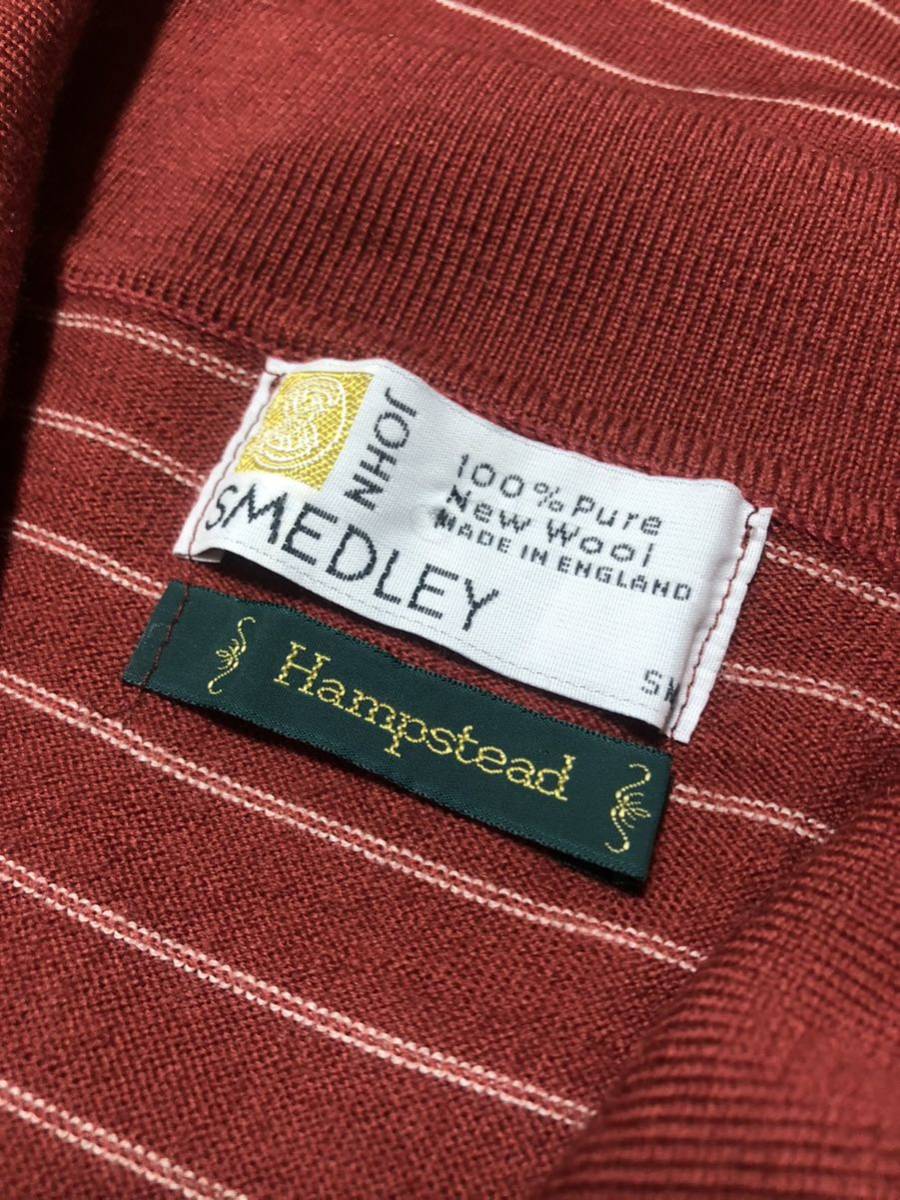 JOHN
SMEDLEY
100% Pure
New Wool
MADE IN ENGLAND
Hampstead